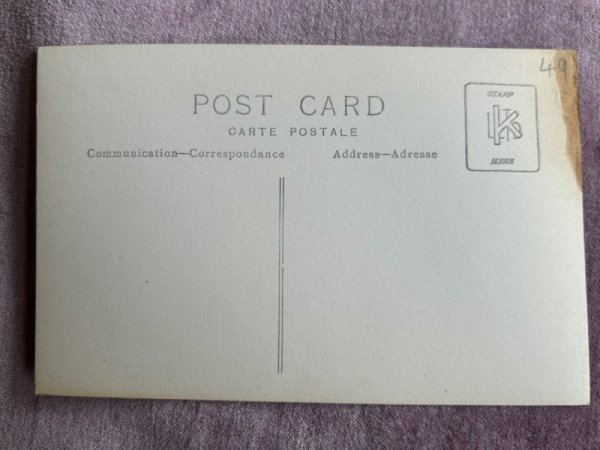 49
POST CARD
CARTE POSTALE
Communication—Correspondance
Address—Adresse
STAMP
HERE